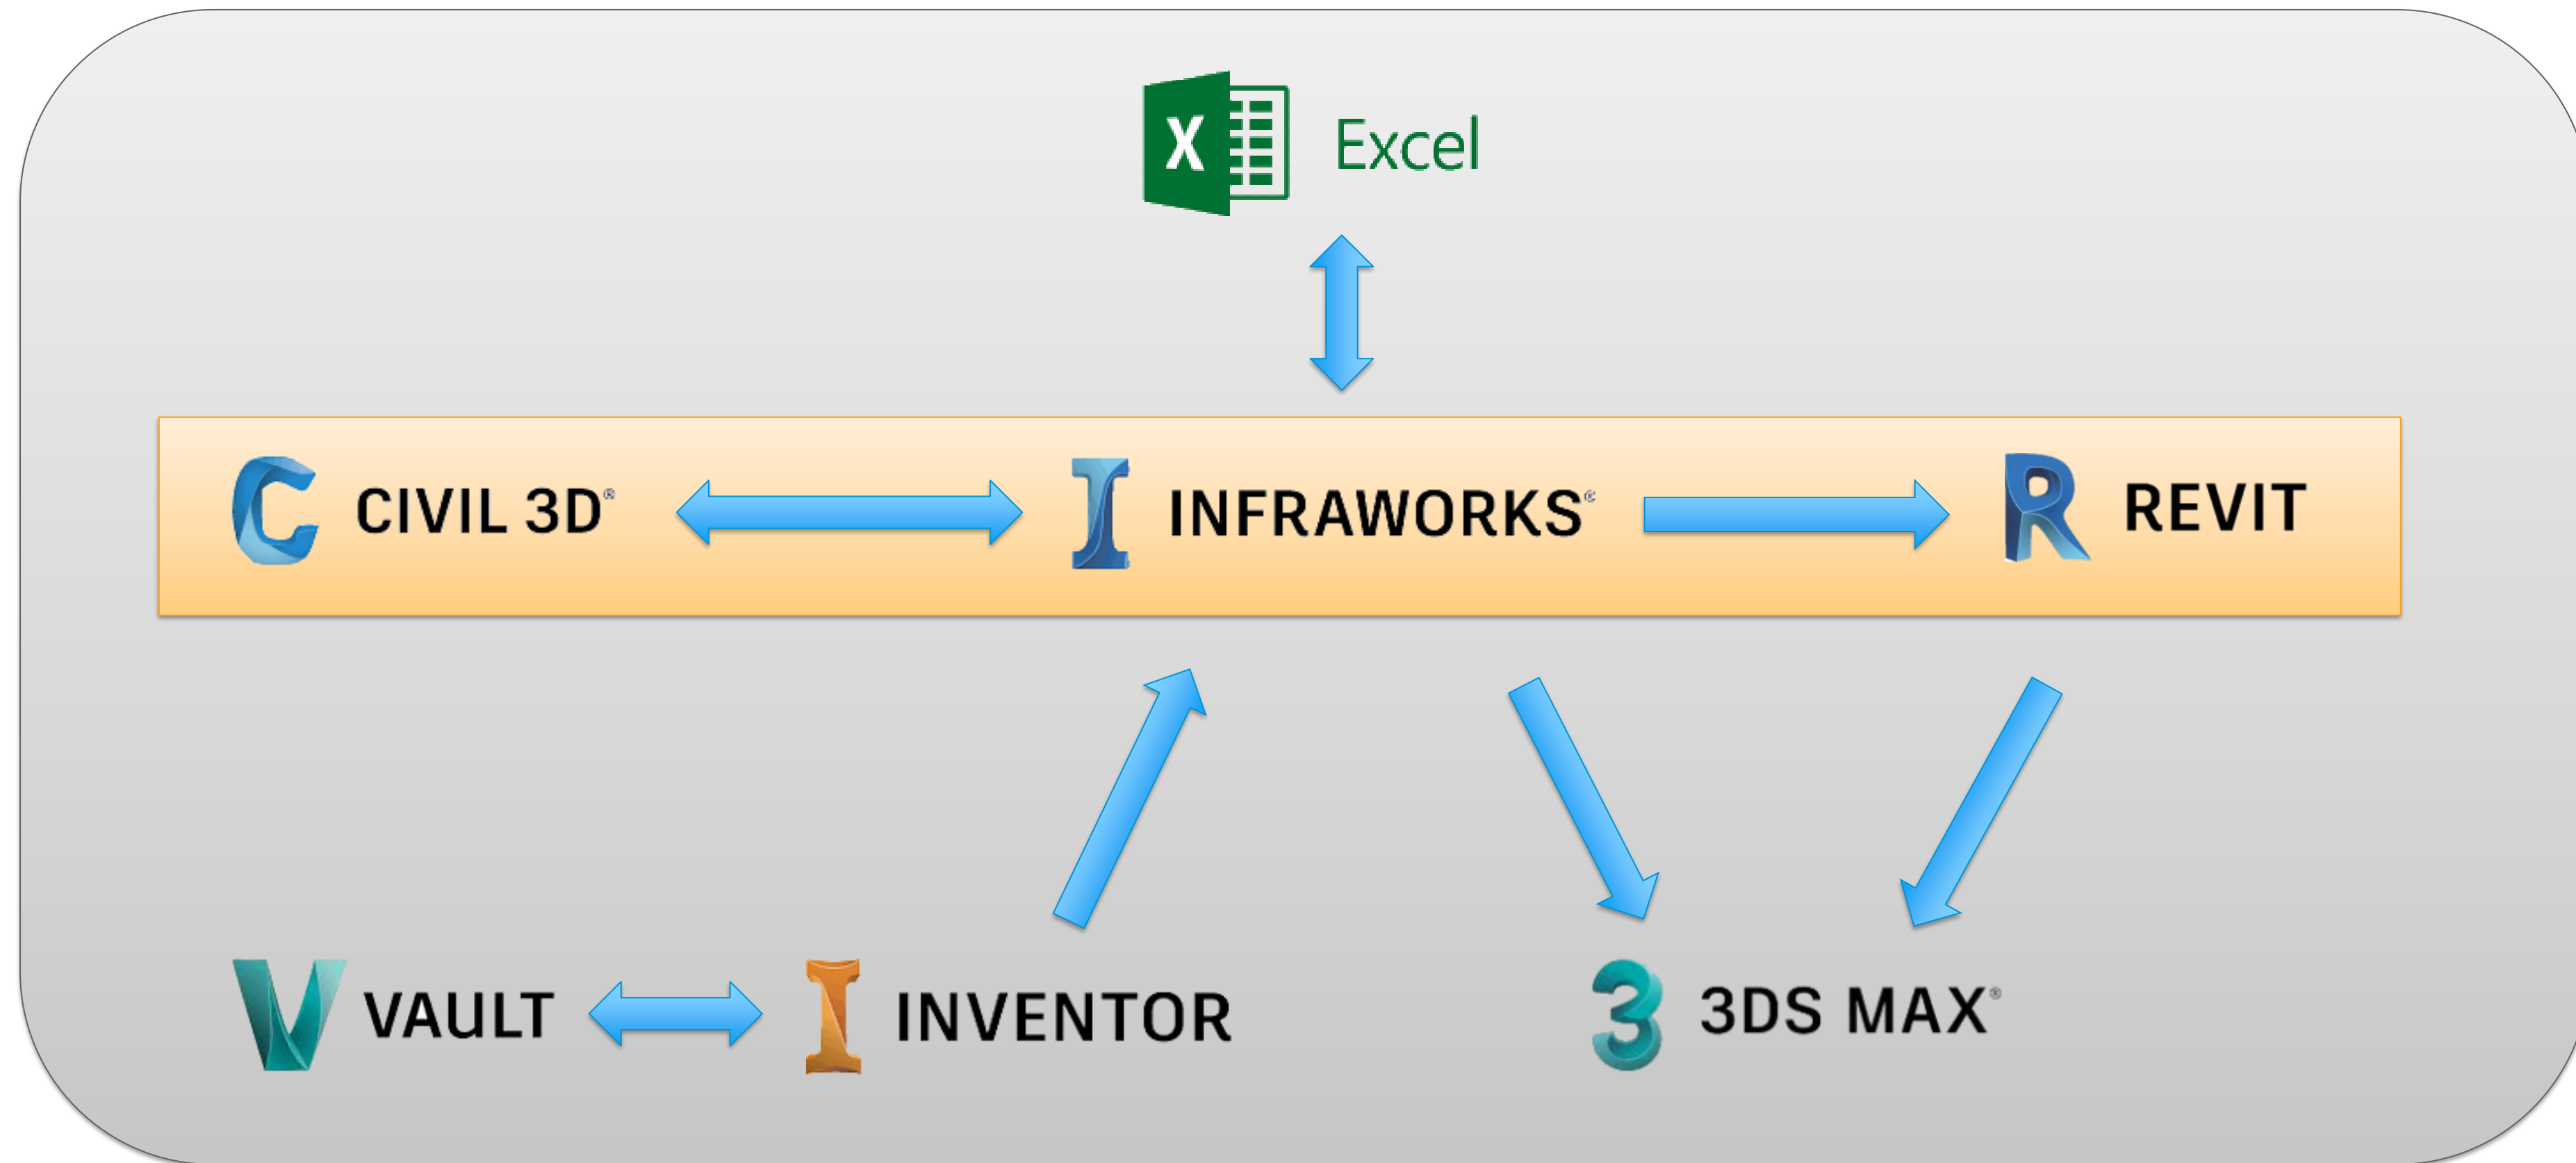 Excel
CIVIL 3D®
INFRAWORKS®
REVIT
VAULT
INVENTOR
3DS MAX®